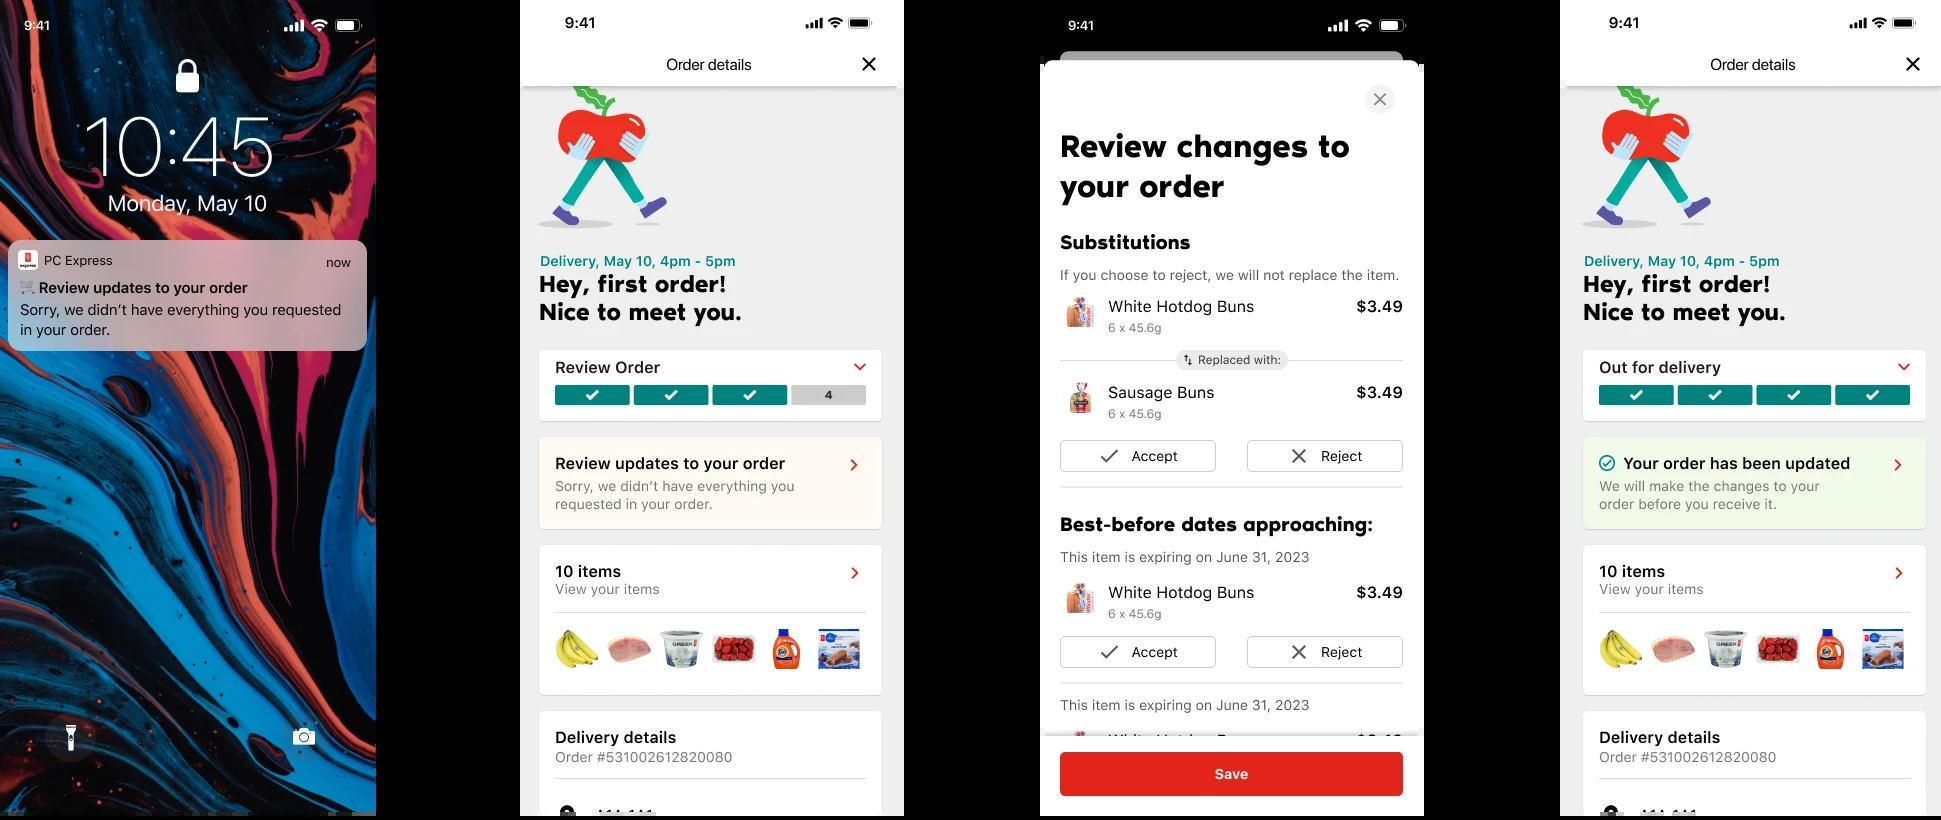 9:41
10:45
Monday, May 10
PC Express
now
Review updates to your order
Sorry, we didn't have everything you requested
in your order.
9:41
Order details
Delivery, May 10, 4pm - 5pm
Hey, first order!
Nice to meet you.
Review Order
4
Review updates to your order
Sorry, we didn't have everything you
requested in your order.
10 items
View your items
Delivery details
Order #531002612820080
9:41
Review changes to
your order
Substitutions
If you choose to reject, we will not replace the item.
White Hotdog Buns $3.49
6 x 45.6g
Replaced with:
Sausage Buns $3.49
6 x 45.6g
Accept Reject
Best-before dates approaching:
This item is expiring on June 31, 2023
White Hotdog Buns $3.49
6 x 45.6g
Accept Reject
This item is expiring on June 31, 2023
Save
9:41
Order details
Delivery, May 10, 4pm - 5pm
Hey, first order!
Nice to meet you.
Out for delivery
Your order has been updated
We will make the changes to your
order before you receive it.
10 items
View your items
Delivery details
Order #531002612820080